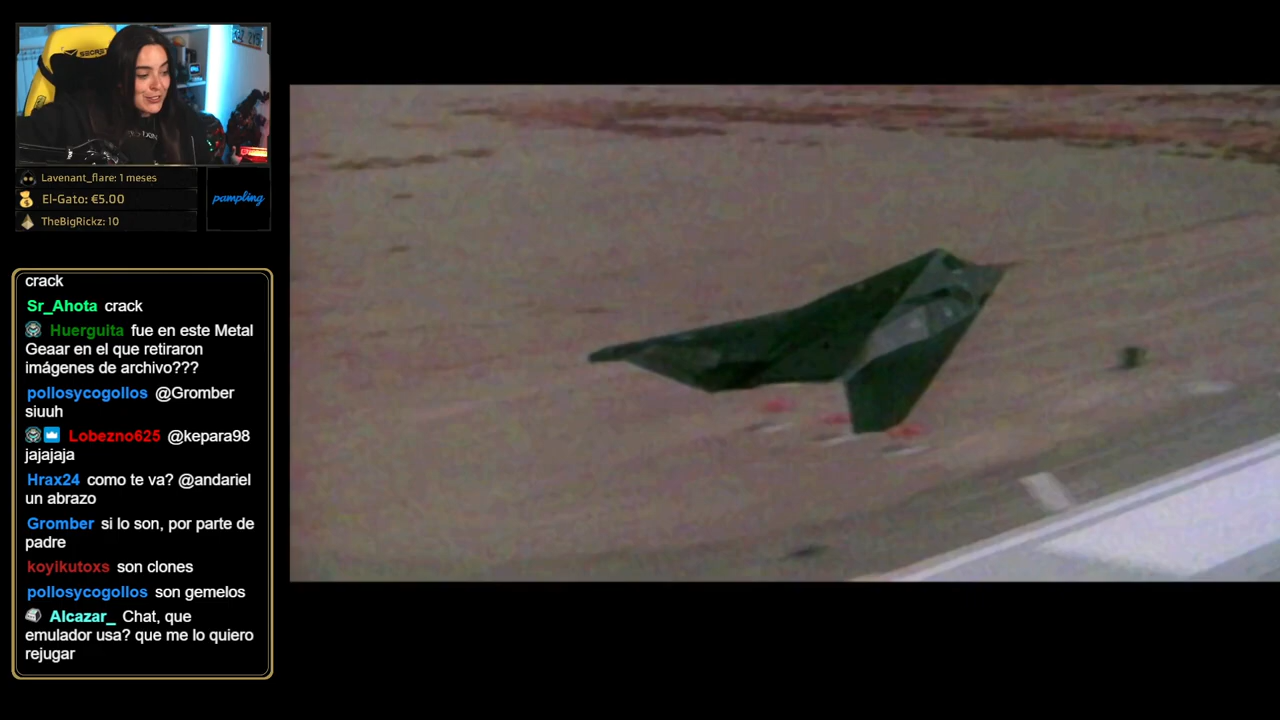 SECRET
Lavenant_flare: 1 meses
El-Gato: €5.00
TheBigRickz: 10
pampling
crack
Sr_Ahota crack
Huerguita fue en este Metal
Geaar en el que retiraron
imágenes de archivo???
pollosycogollos @Gromber
siuuh
Lobezno625 @kepara98
jajajaja
Hrax24 como te va? @andariel
un abrazo
Gromber si lo son, por parte de
padre
koyikutoxs son clones
pollosycogollos son gemelos
Alcazar_ Chat, que
emulador usa? que me lo quiero
rejugar